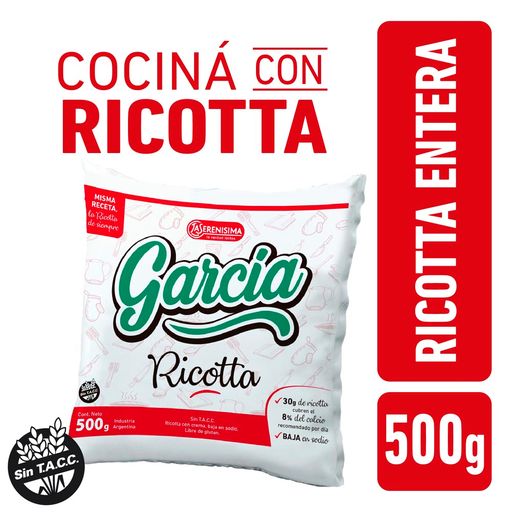 COCINÁ CON
RICOTTA
MISMA
RECETA,
la Ricotta
de siempre
LASERENISIMA
Garcia
Ricotta
Sin T.A.C.C.
Cont. Neto
500g
Industria
Argentina
Sin T.A.C.C.
Ricotta con crema, baja en sodio.
Libre de gluten.
✓ 30g de ricotta
cubren el
8% del calcio
recomendado por día
✓ BAJA en sodio
Sin T.A.C.C.
RICOTTA ENTERA
500g